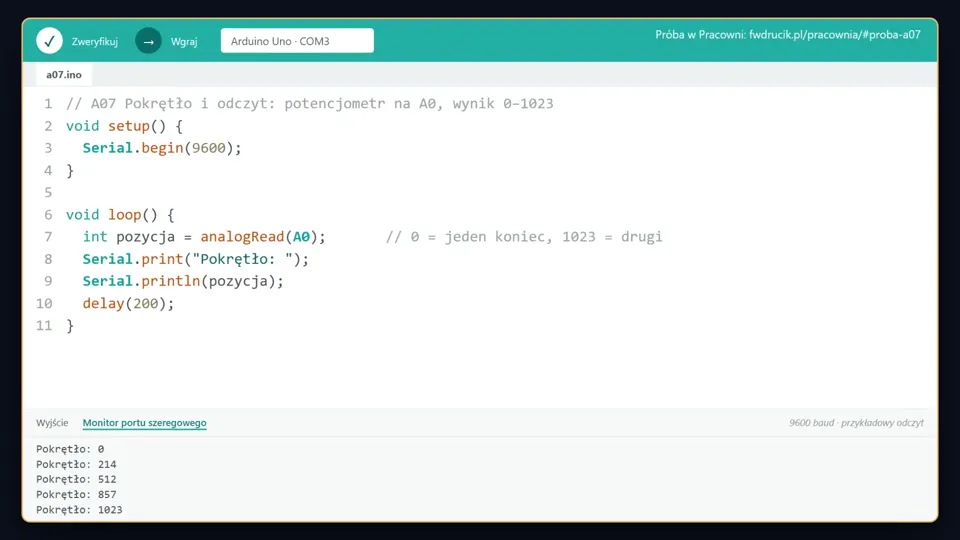 ✓ Zweryfikuj → Wgraj Arduino Uno · COM3 Próba w Pracowni: fwdrucik.pl/pracownia/#proba-a07
a07.ino
1 // A07 Pokrętło i odczyt: potencjometr na A0, wynik 0–1023
2 void setup() {
3 Serial.begin(9600);
4 }
5
6 void loop() {
7 int pozycja = analogRead(A0); // 0 = jeden koniec, 1023 = drugi
8 Serial.print("Pokrętło: ");
9 Serial.println(pozycja);
10 delay(200);
11 }
Wyjście Monitor portu szeregowego 9600 baud · przykładowy odczyt
Pokrętło: 0
Pokrętło: 214
Pokrętło: 512
Pokrętło: 857
Pokrętło: 1023